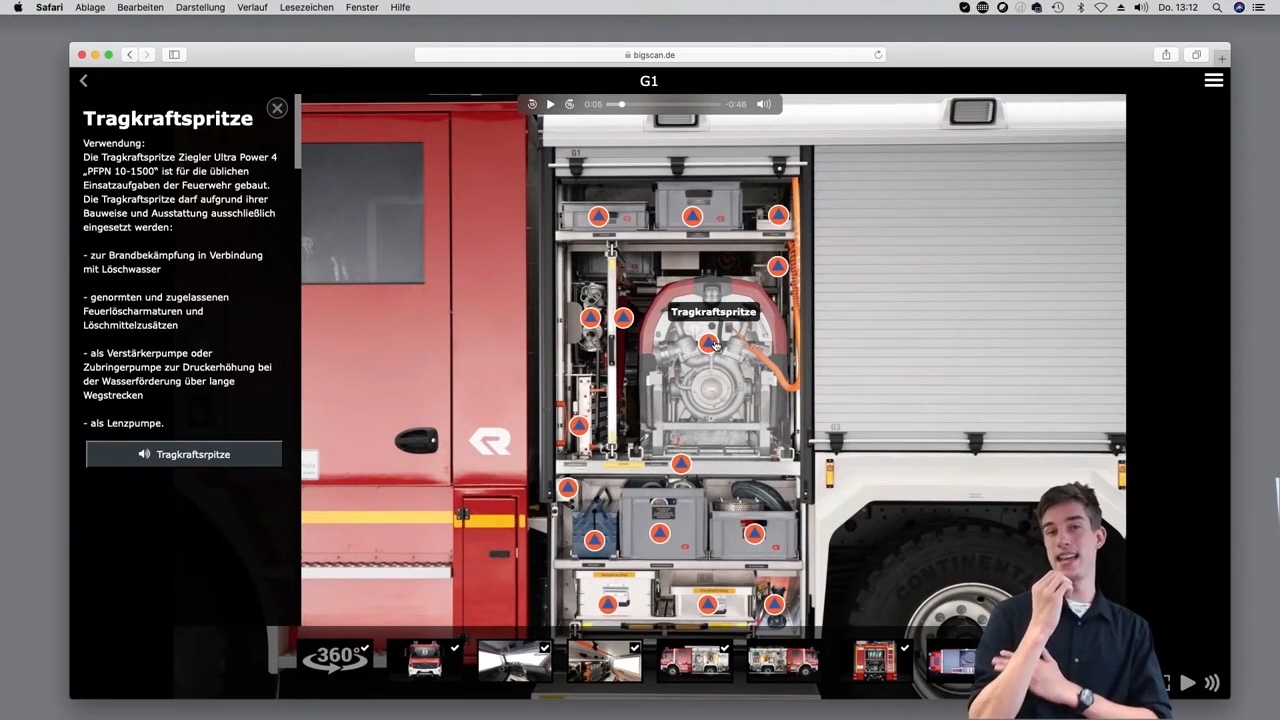 Safari Ablage Bearbeiten Darstellung Verlauf Lesezeichen Fenster Hilfe
Do. 13:12
bigscan.de
G1
0:05
-0:46
Tragkraftspritze
Verwendung:
Die Tragkraftspritze Ziegler Ultra Power 4
„PFPN 10-1500“ ist für die üblichen
Einsatzaufgaben der Feuerwehr gebaut.
Die Tragkraftspritze darf aufgrund ihrer
Bauweise und Ausstattung ausschließlich
eingesetzt werden:
- zur Brandbekämpfung in Verbindung
mit Löschwasser
- genormten und zugelassenen
Feuerlöscharmaturen und
Löschmittelzusätzen
- als Verstärkerpumpe oder
Zubringerpumpe zur Druckerhöhung bei
der Wasserförderung über lange
Wegstrecken
- als Lenzpumpe.
Tragkraftsrpitze
G1
Tragkraftspritze
G3
CONTINENTAL
360°